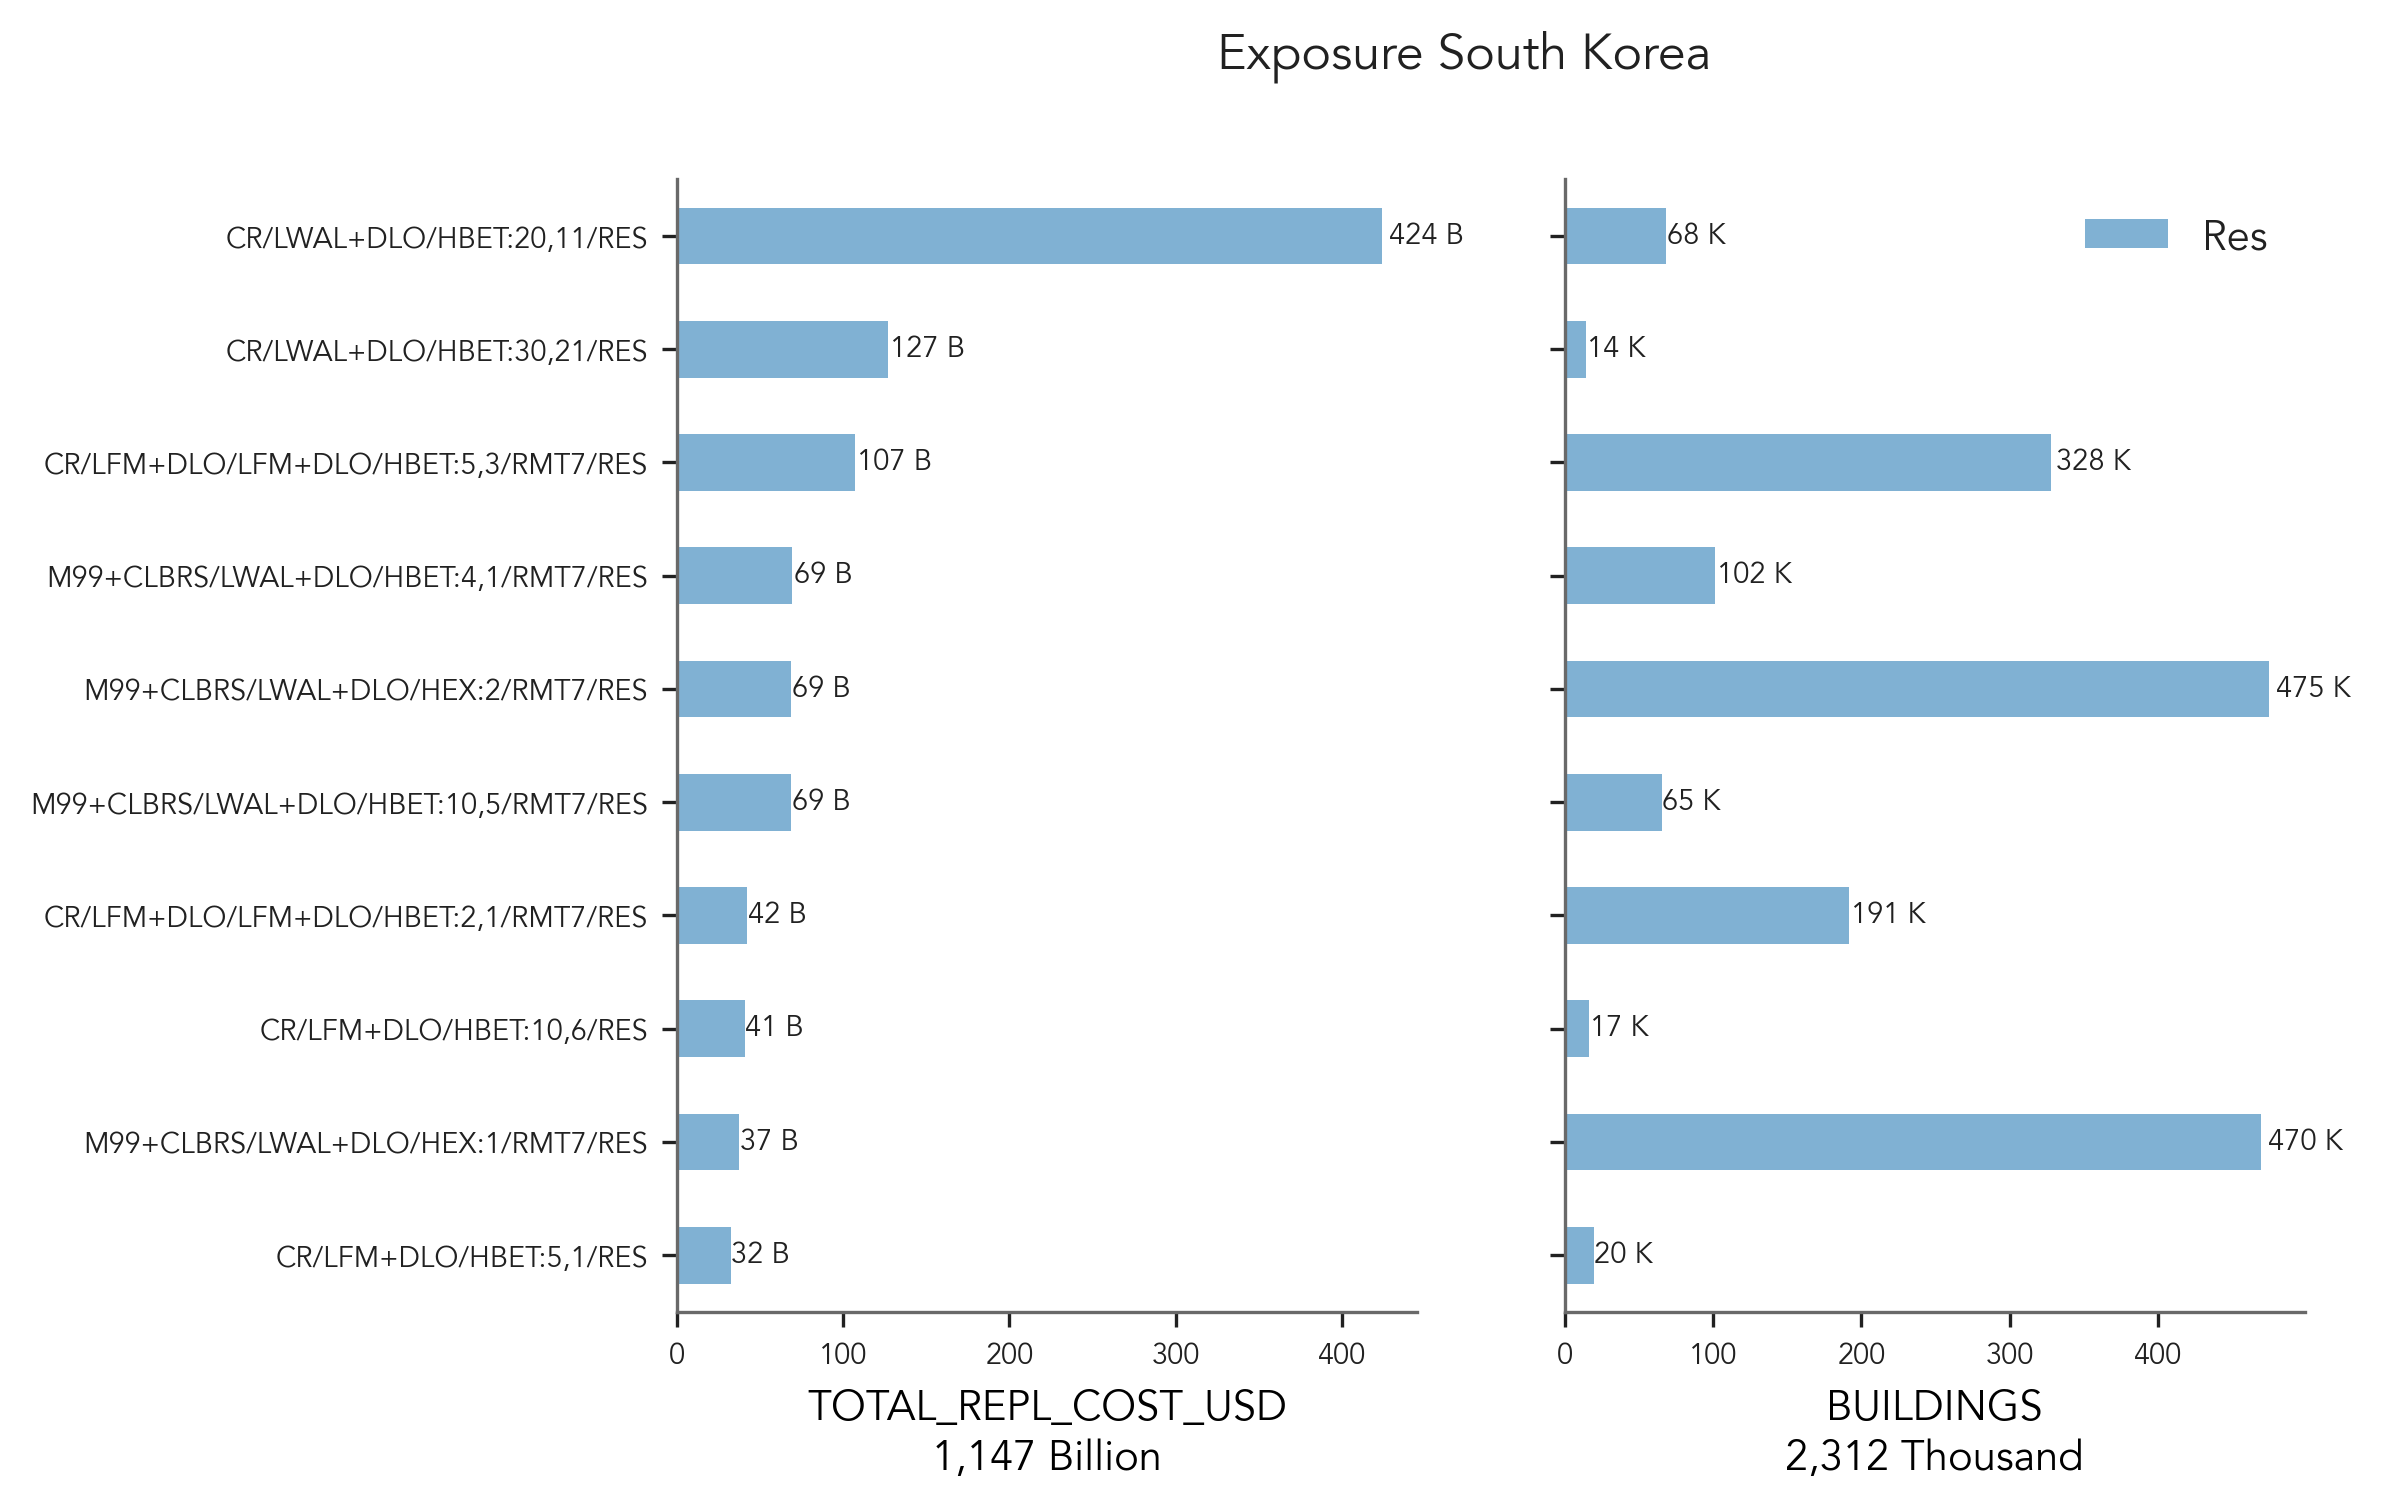 Exposure South Korea
CR/LWAL+DLO/HBET:20,11/RES 424 B 68 K Res
CR/LWAL+DLO/HBET:30,21/RES 127 B 14 K
CR/LFM+DLO/LFM+DLO/HBET:5,3/RMT7/RES 107 B 328 K
M99+CLBRS/LWAL+DLO/HBET:4,1/RMT7/RES 69 B 102 K
M99+CLBRS/LWAL+DLO/HEX:2/RMT7/RES 69 B 475 K
M99+CLBRS/LWAL+DLO/HBET:10,5/RMT7/RES 69 B 65 K
CR/LFM+DLO/LFM+DLO/HBET:2,1/RMT7/RES 42 B 191 K
CR/LFM+DLO/HBET:10,6/RES 41 B 17 K
M99+CLBRS/LWAL+DLO/HEX:1/RMT7/RES 37 B 470 K
CR/LFM+DLO/HBET:5,1/RES 32 B 20 K
0 100 200 300 400 0 100 200 300 400
TOTAL_REPL_COST_USD BUILDINGS
1,147 Billion 2,312 Thousand